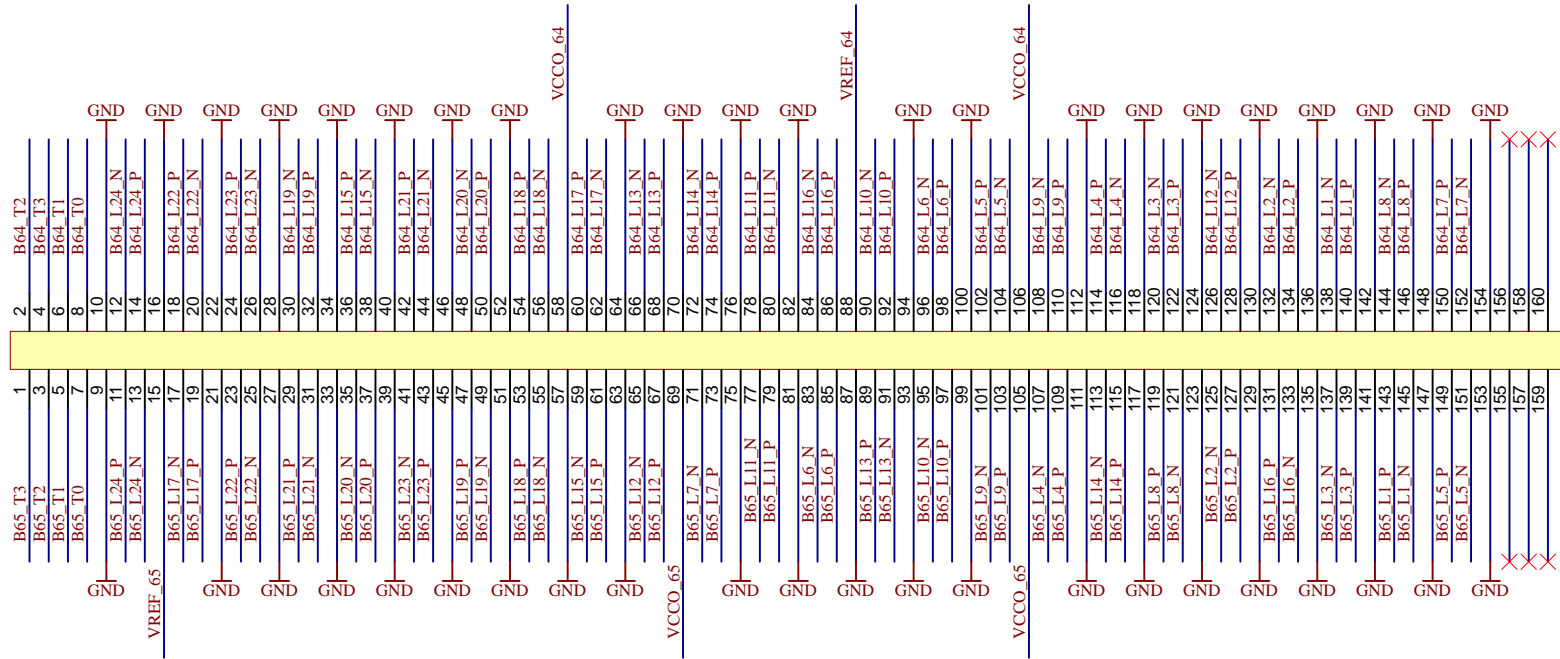 VCCO_64
VREF_64
VCCO_64
GND GND GND GND GND GND GND GND GND GND GND GND GND GND GND GND GND GND GND GND GND GND
B64_T2
B64_T3
B64_T1
B64_T0
B64_L24_N
B64_L24_P
B64_L22_P
B64_L22_N
B64_L23_P
B64_L23_N
B64_L19_N
B64_L19_P
B64_L15_P
B64_L15_N
B64_L21_P
B64_L21_N
B64_L20_N
B64_L20_P
B64_L18_P
B64_L18_N
B64_L17_P
B64_L17_N
B64_L13_N
B64_L13_P
B64_L14_N
B64_L14_P
B64_L11_P
B64_L11_N
B64_L16_N
B64_L16_P
B64_L10_N
B64_L10_P
B64_L6_N
B64_L6_P
B64_L5_P
B64_L5_N
B64_L9_N
B64_L9_P
B64_L4_P
B64_L4_N
B64_L3_N
B64_L3_P
B64_L12_N
B64_L12_P
B64_L2_N
B64_L2_P
B64_L1_N
B64_L1_P
B64_L8_N
B64_L8_P
B64_L7_P
B64_L7_N
2 4 6 8 10 12 14 16 18 20 22 24 26 28 30 32 34 36 38 40 42 44 46 48 50 52 54 56 58 60 62 64 66 68 70 72 74 76 78 80 82 84 86 88 90 92 94 96 98 100 102 104 106 108 110 112 114 116 118 120 122 124 126 128 130 132 134 136 138 140 142 144 146 148 150 152 154 156 158 160
1 3 5 7 9 11 13 15 17 19 21 23 25 27 29 31 33 35 37 39 41 43 45 47 49 51 53 55 57 59 61 63 65 67 69 71 73 75 77 79 81 83 85 87 89 91 93 95 97 99 101 103 105 107 109 111 113 115 117 119 121 123 125 127 129 131 133 135 137 139 141 143 145 147 149 151 153 155 157 159
B65_T3
B65_T2
B65_T1
B65_T0
B65_L24_P
B65_L24_N
B65_L17_N
B65_L17_P
B65_L22_P
B65_L22_N
B65_L21_P
B65_L21_N
B65_L20_N
B65_L20_P
B65_L23_N
B65_L23_P
B65_L19_P
B65_L19_N
B65_L18_P
B65_L18_N
B65_L15_N
B65_L15_P
B65_L12_N
B65_L12_P
B65_L7_N
B65_L7_P
B65_L11_N
B65_L11_P
B65_L6_N
B65_L6_P
B65_L13_P
B65_L13_N
B65_L10_N
B65_L10_P
B65_L9_N
B65_L9_P
B65_L4_N
B65_L4_P
B65_L14_N
B65_L14_P
B65_L8_P
B65_L8_N
B65_L2_N
B65_L2_P
B65_L16_P
B65_L16_N
B65_L3_N
B65_L3_P
B65_L1_P
B65_L1_N
B65_L5_P
B65_L5_N
GND GND GND GND GND GND GND GND GND GND GND GND GND GND GND GND GND GND GND GND GND GND
VREF_65
VCCO_65
VCCO_65